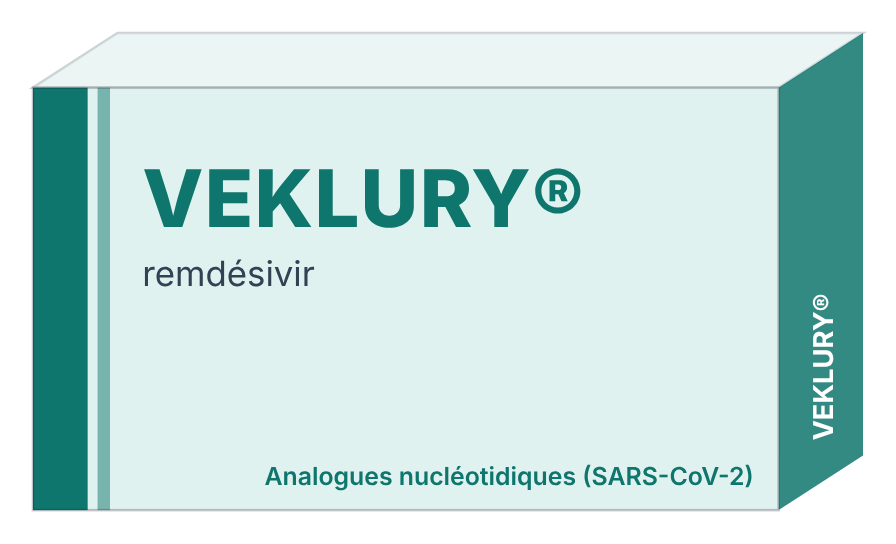 VEKLURY®
remdésivir
Analogues nucléotidiques (SARS-CoV-2)
VEKLURY®